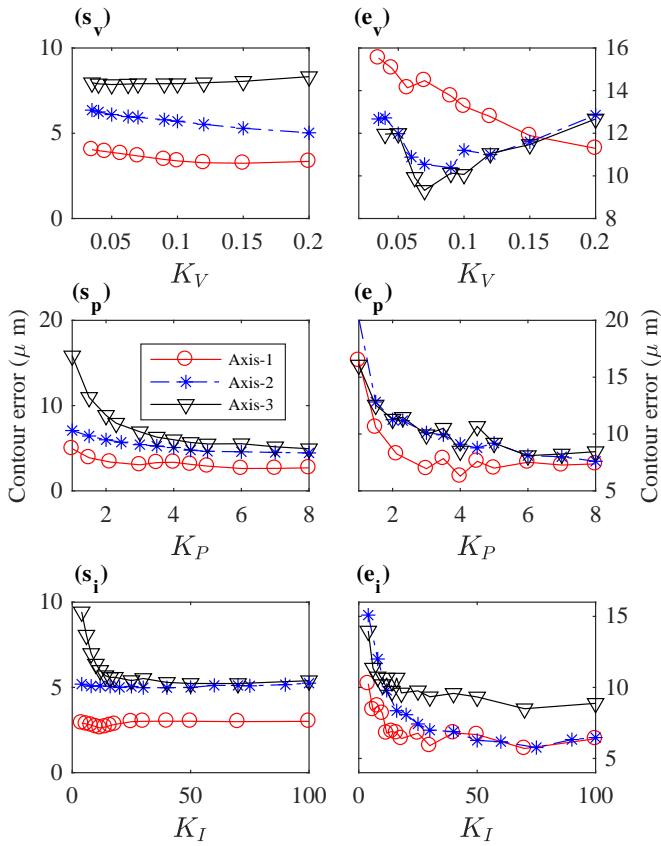 (s_v) (e_v)
10 16
14
5 12
10
0 8
0.05 0.1 0.15 0.2 0.05 0.1 0.15 0.2
K_V K_V
(s_p) (e_p)
20 20
15
10 Axis-1
Axis-2
Axis-3 10
0 5
2 4 6 8 2 4 6 8
K_P K_P
Contour error (μ m) Contour error (μ m)
(s_i) (e_i)
10 15
5 10
5
0
0 50 100 0 50 100
K_I K_I